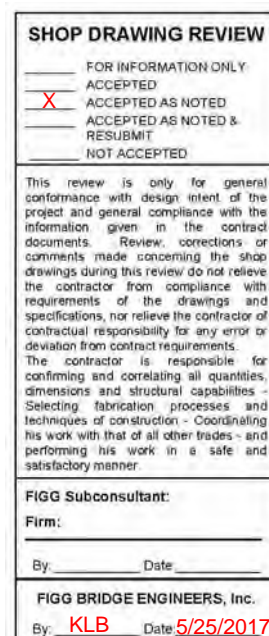 SHOP DRAWING REVIEW
_____ FOR INFORMATION ONLY
_____ ACCEPTED
X ACCEPTED AS NOTED
_____ ACCEPTED AS NOTED &
RESUBMIT
_____ NOT ACCEPTED
This review is only for general
conformance with design intent of the
project and general compliance with the
information given in the contract
documents. Review, corrections or
comments made concerning the shop
drawings during this review do not relieve
the contractor from compliance with
requirements of the drawings and
specifications, nor relieve the contractor of
contractual responsibility for any error or
deviation from contract requirements.
The contractor is responsible for
confirming and correlating all quantities,
dimensions and structural capabilities -
Selecting fabrication processes and
techniques of construction - Coordinating
his work with that of all other trades - and
performing his work in a safe and
satisfactory manner.
FIGG Subconsultant:
Firm:
By: _____ Date _____
FIGG BRIDGE ENGINEERS, Inc.
By: KLB Date: 5/25/2017